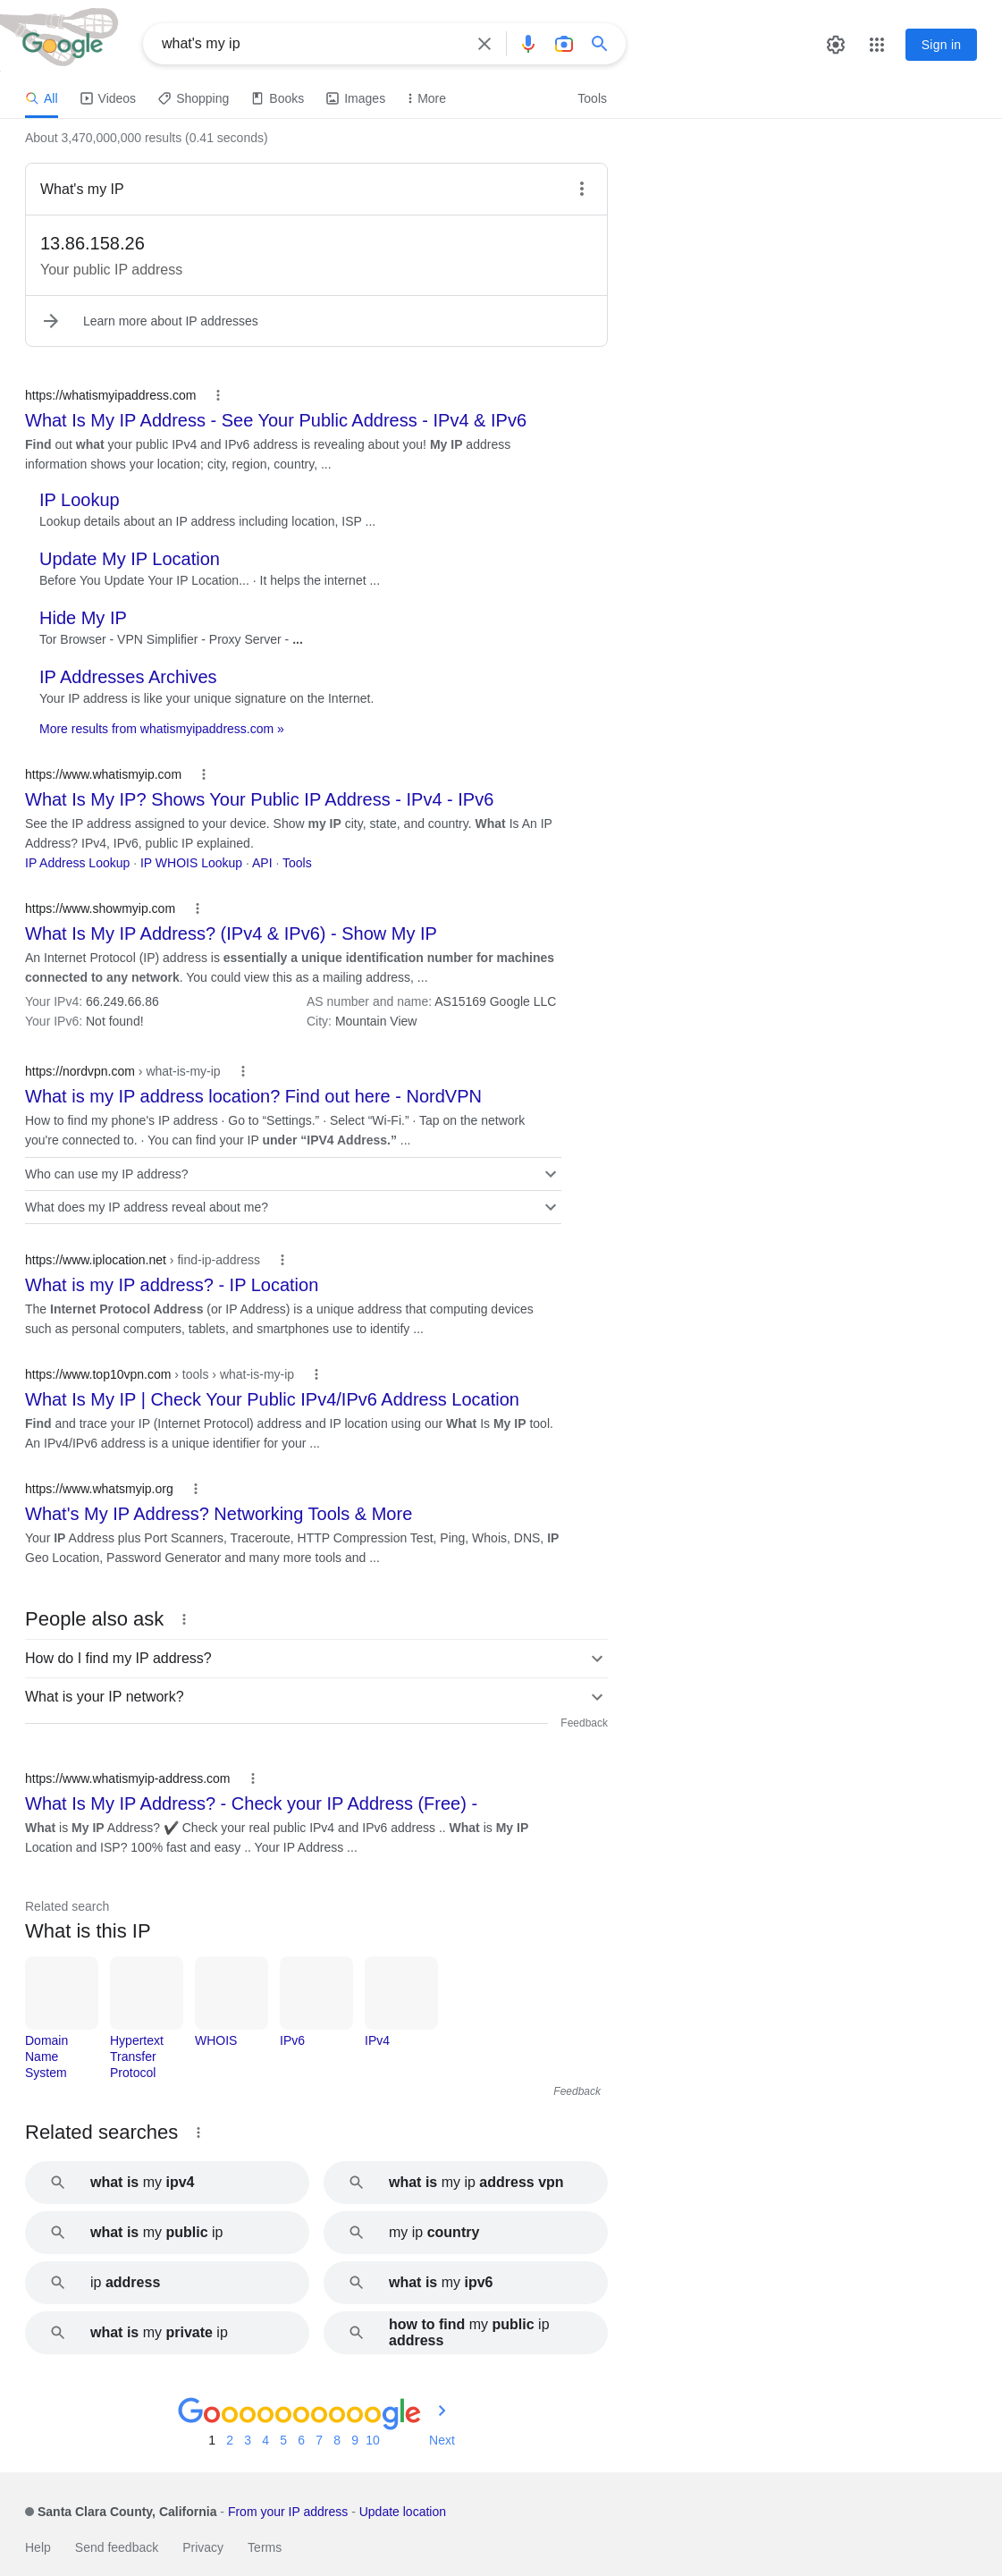 Google
what's my ip
Sign in
All Videos Shopping Books Images More Tools
About 3,470,000,000 results (0.41 seconds)
What's my IP
13.86.158.26
Your public IP address
Learn more about IP addresses
https://whatismyipaddress.com
What Is My IP Address - See Your Public Address - IPv4 & IPv6
Find out what your public IPv4 and IPv6 address is revealing about you! My IP address
information shows your location; city, region, country, ...
IP Lookup
Lookup details about an IP address including location, ISP ...
Update My IP Location
Before You Update Your IP Location... · It helps the internet ...
Hide My IP
Tor Browser - VPN Simplifier - Proxy Server - ...
IP Addresses Archives
Your IP address is like your unique signature on the Internet.
More results from whatismyipaddress.com »
https://www.whatismyip.com
What Is My IP? Shows Your Public IP Address - IPv4 - IPv6
See the IP address assigned to your device. Show my IP city, state, and country. What Is An IP
Address? IPv4, IPv6, public IP explained.
IP Address Lookup · IP WHOIS Lookup · API · Tools
https://www.showmyip.com
What Is My IP Address? (IPv4 & IPv6) - Show My IP
An Internet Protocol (IP) address is essentially a unique identification number for machines
connected to any network. You could view this as a mailing address, ...
Your IPv4: 66.249.66.86 AS number and name: AS15169 Google LLC
Your IPv6: Not found! City: Mountain View
https://nordvpn.com › what-is-my-ip
What is my IP address location? Find out here - NordVPN
How to find my phone's IP address · Go to “Settings.” · Select “Wi-Fi.” · Tap on the network
you're connected to. · You can find your IP under “IPV4 Address.” ...
Who can use my IP address?
What does my IP address reveal about me?
https://www.iplocation.net › find-ip-address
What is my IP address? - IP Location
The Internet Protocol Address (or IP Address) is a unique address that computing devices
such as personal computers, tablets, and smartphones use to identify ...
https://www.top10vpn.com › tools › what-is-my-ip
What Is My IP | Check Your Public IPv4/IPv6 Address Location
Find and trace your IP (Internet Protocol) address and IP location using our What Is My IP tool.
An IPv4/IPv6 address is a unique identifier for your ...
https://www.whatsmyip.org
What's My IP Address? Networking Tools & More
Your IP Address plus Port Scanners, Traceroute, HTTP Compression Test, Ping, Whois, DNS, IP
Geo Location, Password Generator and many more tools and ...
People also ask
How do I find my IP address?
What is your IP network?
Feedback
https://www.whatismyip-address.com
What Is My IP Address? - Check your IP Address (Free) -
What is My IP Address? ✔ Check your real public IPv4 and IPv6 address .. What is My IP
Location and ISP? 100% fast and easy .. Your IP Address ...
Related search
What is this IP
Domain Name System
Hypertext Transfer Protocol
WHOIS
IPv6
IPv4
Feedback
Related searches
what is my ipv4
what is my ip address vpn
what is my public ip
my ip country
ip address
what is my ipv6
what is my private ip
how to find my public ip
address
Goooooooooogle
1 2 3 4 5 6 7 8 9 10 Next
Santa Clara County, California - From your IP address - Update location
Help Send feedback Privacy Terms